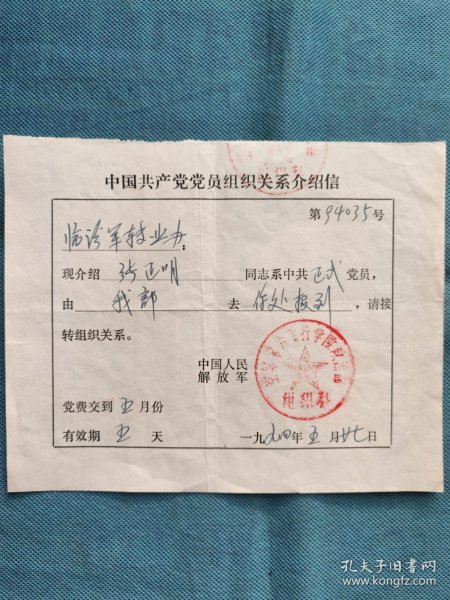 中国共产党党员组织关系介绍信
第94035号
临汾军转业办：
现介绍 张正明 同志系中共 正式 党员，
由 我部 去 你处报到 ，请接
转组织关系。
中国人民
解放军
组织科
党费交到 五 月份
有效期 五 天 一九九四年 五 月 廿七 日
孔夫子旧书网
www.kongfz.com